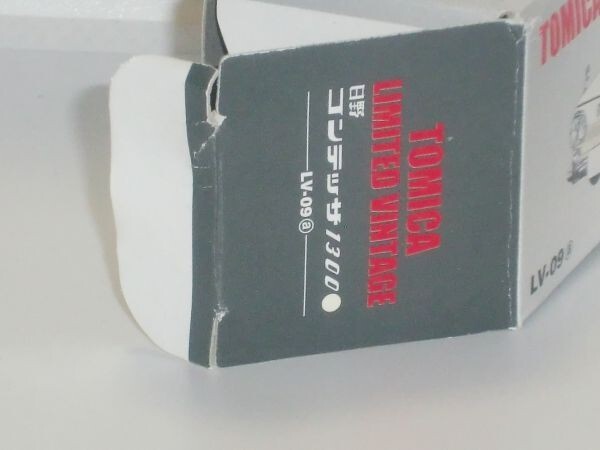 TOMICA
LIMITED VINTAGE
日野
コンテッサ1300
LV-09ⓐ
TOMICA
LV-09ⓐ